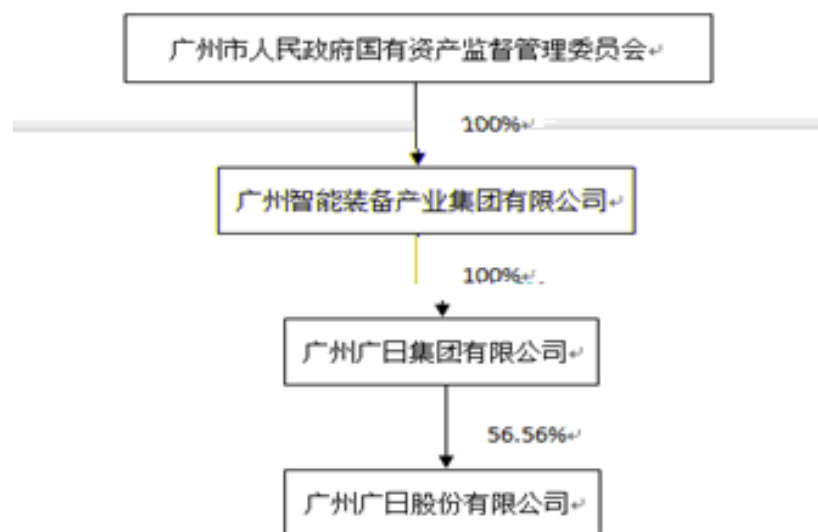 广州市人民政府国有资产监督管理委员会
100%
广州智能装备产业集团有限公司
100%
广州广日集团有限公司
56.56%
广州广日股份有限公司